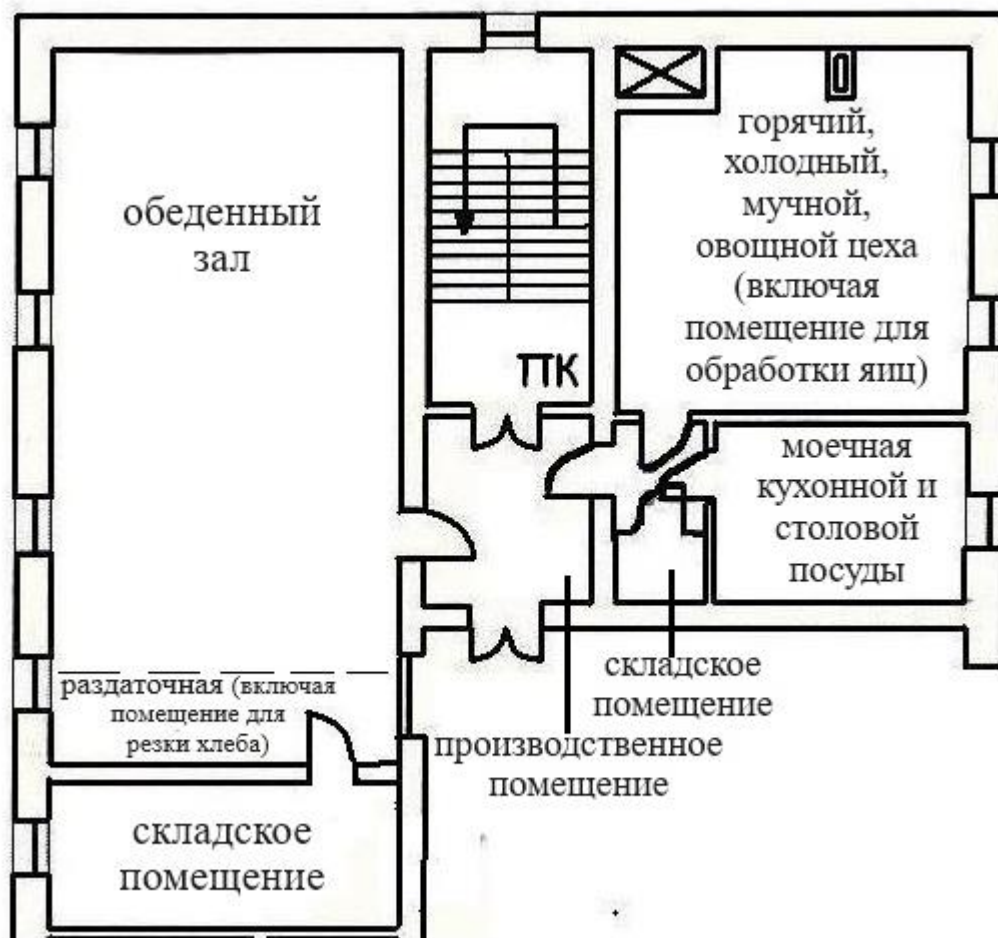 обеденный
зал
ПК
горячий,
холодный,
мучной,
овощной цеха
(включая
помещение для
обработки яиц)
моечная
кухонной и
столовой
посуды
складское
помещение
производственное
помещение
раздаточная (включая
помещение для
резки хлеба)
складское
помещение